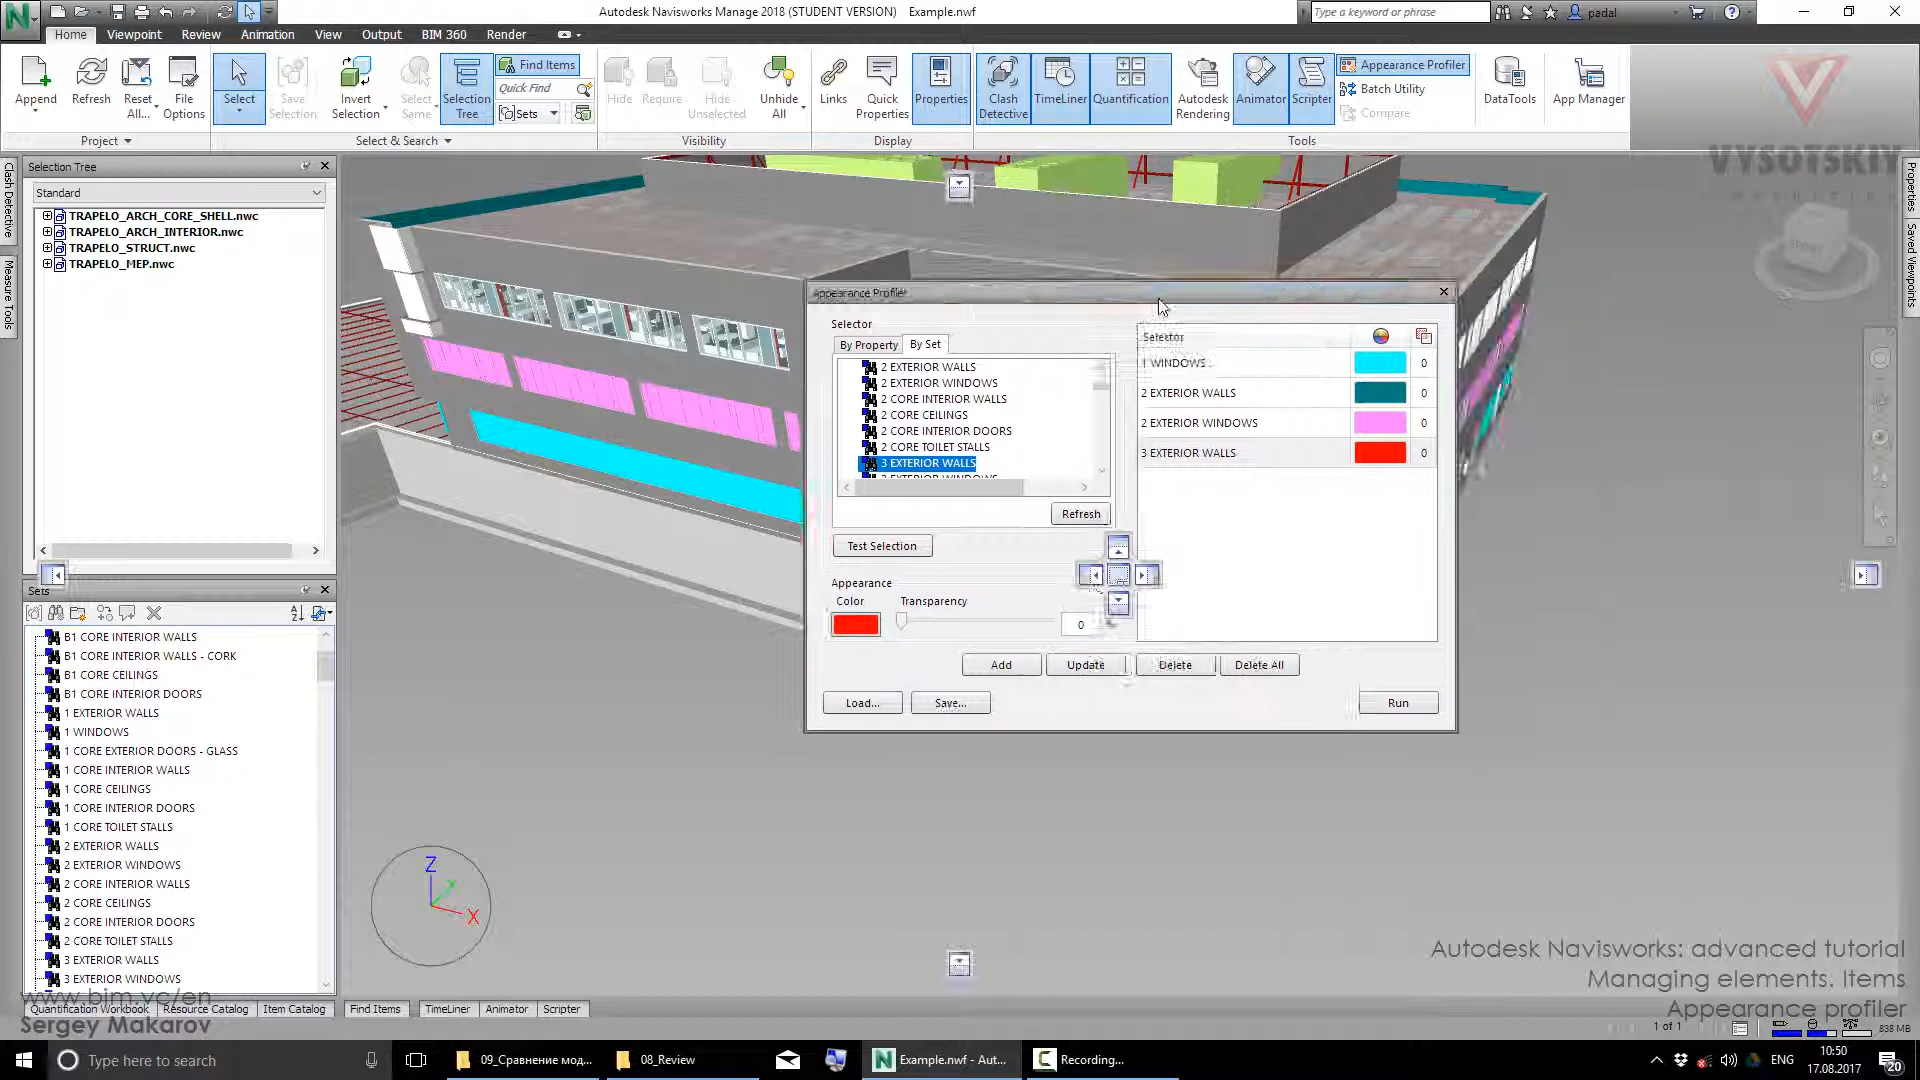 Autodesk Navisworks Manage 2018 (STUDENT VERSION) Example.nwf
Type a keyword or phrase
padal
Home Viewpoint Review Animation View Output BIM 360 Render
Append
Refresh
Reset All...
File Options
Project
Select
Save Selection
Invert Selection
Select Same
Selection Tree
Find Items
Quick Find
Sets
Select & Search
Hide
Require
Hide Unselected
Unhide All
Visibility
Links
Quick Properties
Properties
Display
Clash Detective
TimeLiner
Quantification
Autodesk Rendering
Animator
Scripter
Appearance Profiler
Batch Utility
Compare
DataTools
App Manager
Tools
VYSOTSKIY
Clash Detective
Measure Tools
Properties
Saved Viewpoints
Selection Tree
Standard
TRAPELO_ARCH_CORE_SHELL.nwc
TRAPELO_ARCH_INTERIOR.nwc
TRAPELO_STRUCT.nwc
TRAPELO_MEP.nwc
Sets
B1 CORE INTERIOR WALLS
B1 CORE INTERIOR WALLS - CORK
B1 CORE CEILINGS
B1 CORE INTERIOR DOORS
1 EXTERIOR WALLS
1 WINDOWS
1 CORE EXTERIOR DOORS - GLASS
1 CORE INTERIOR WALLS
1 CORE CEILINGS
1 CORE INTERIOR DOORS
1 CORE TOILET STALLS
2 EXTERIOR WALLS
2 EXTERIOR WINDOWS
2 CORE INTERIOR WALLS
2 CORE CEILINGS
2 CORE INTERIOR DOORS
2 CORE TOILET STALLS
3 EXTERIOR WALLS
3 EXTERIOR WINDOWS
Appearance Profiler
Selector
By Property By Set
2 EXTERIOR WALLS
2 EXTERIOR WINDOWS
2 CORE INTERIOR WALLS
2 CORE CEILINGS
2 CORE INTERIOR DOORS
2 CORE TOILET STALLS
3 EXTERIOR WALLS
3 EXTERIOR WINDOWS
Refresh
Test Selection
Appearance
Color Transparency
0
Selector
1 WINDOWS 0
2 EXTERIOR WALLS 0
2 EXTERIOR WINDOWS 0
3 EXTERIOR WALLS 0
Add Update Delete Delete All
Load... Save... Run
Z
Y
X
Autodesk Navisworks: advanced tutorial
Managing elements. Items
Appearance profiler
www.bim.vc/en
Sergey Makarov
Quantification Workbook Resource Catalog Item Catalog Find Items TimeLiner Animator Scripter
1 of 1
838 MB
Type here to search
09_Сравнение мод...
08_Review
Example.nwf - Aut...
Recording...
ENG
10:50
17.08.2017
20